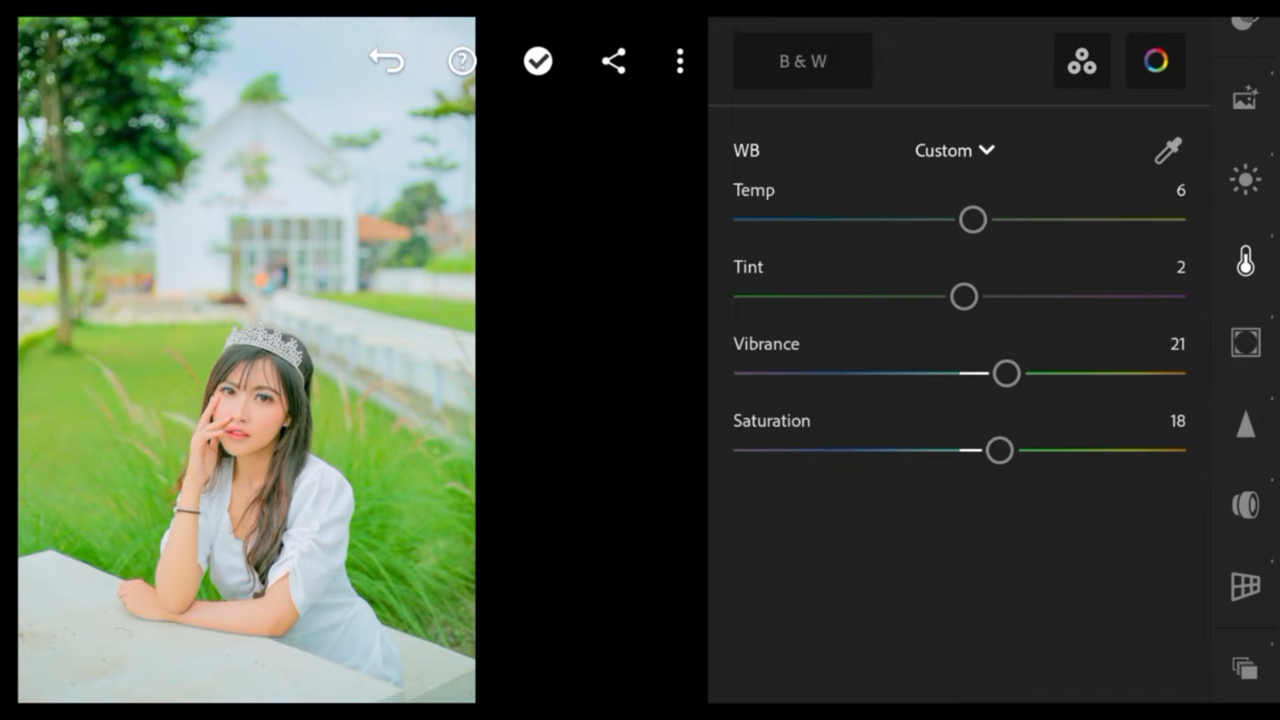 B & W
WB Custom
Temp 6
Tint 2
Vibrance 21
Saturation 18